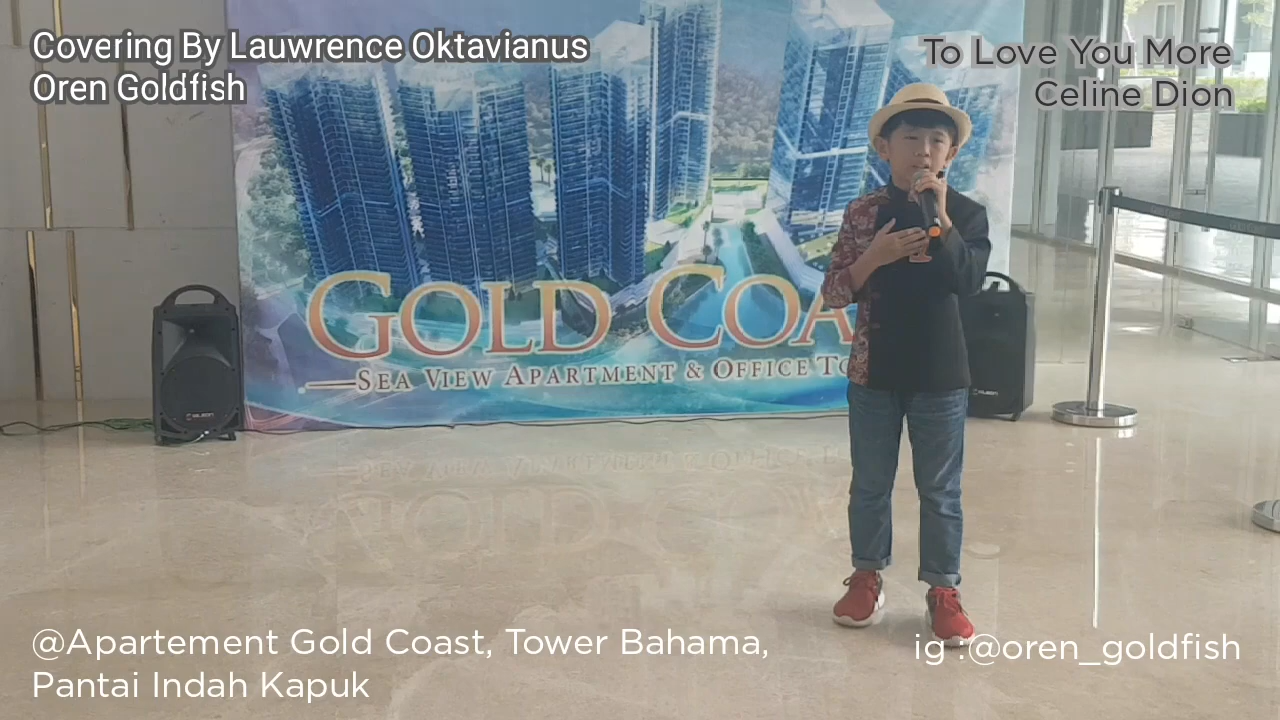 Covering By Lauwrence Oktavianus
Oren Goldfish
To Love You More
Celine Dion
GOLD COA
SEA VIEW APARTMENT & OFFICE TO
@Apartement Gold Coast, Tower Bahama,
Pantai Indah Kapuk
ig :@oren_goldfish